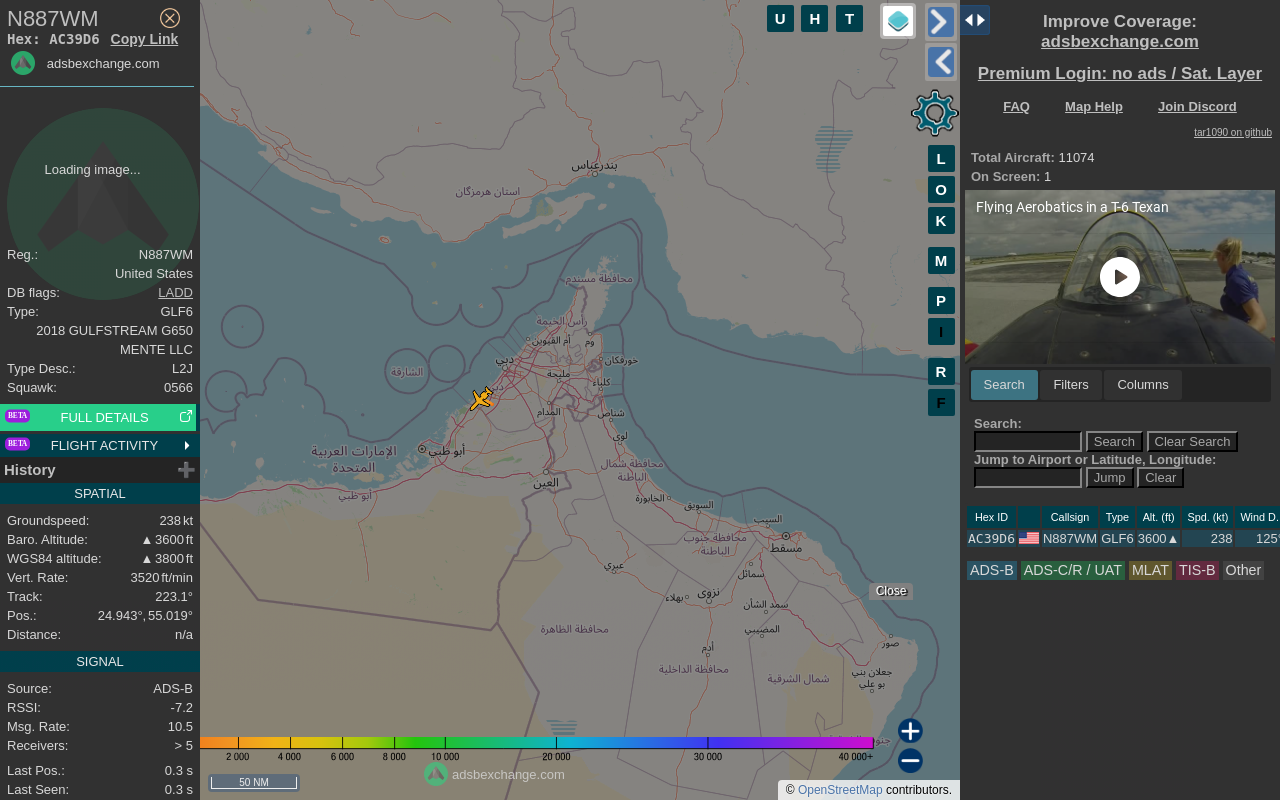 N887WM
Hex: AC39D6 Copy Link
adsbexchange.com
Loading image...
Reg.: N887WM
United States
DB flags: LADD
Type: GLF6
2018 GULFSTREAM G650
MENTE LLC
Type Desc.: L2J
Squawk: 0566
BETA FULL DETAILS
BETA FLIGHT ACTIVITY
History
SPATIAL
Groundspeed: 238 kt
Baro. Altitude: ▲ 3600 ft
WGS84 altitude: ▲ 3800 ft
Vert. Rate: 3520 ft/min
Track: 223.1°
Pos.: 24.943°, 55.019°
Distance: n/a
SIGNAL
Source: ADS-B
RSSI: -7.2
Msg. Rate: 10.5
Receivers: > 5
Last Pos.: 0.3 s
Last Seen: 0.3 s
U H T
L
O
K
M
P
I
R
F
بندرعباس
استان هرمزگان
محافظة مسندم
رأس الخيمة
أم القيوين
دبي
خورفكان
الشارقة
مليحة
كلباء
دبي
المدام
شناص
لوى
أبو ظبي
الإمارات العربية
المتحدة
محافظة شمال
الباطنة
العين
أبو ظبي
الخابورة
السويق
السيب
مسقط
محافظة جنوب
الباطنة
عبري
سمائل
نزوى
بهلاء
سمد الشأن
المضيبي
محافظة الظاهرة
أدم
صور
محافظة الداخلية
شمال الشرقية
جعلان بني
بو علي
Close
2 000 4 000 6 000 8 000 10 000 20 000 30 000 40 000+
50 NM
adsbexchange.com
© OpenStreetMap contributors.
Improve Coverage:
adsbexchange.com
Premium Login: no ads / Sat. Layer
FAQ Map Help Join Discord
tar1090 on github
Total Aircraft: 11074
On Screen: 1
Flying Aerobatics in a T-6 Texan
Search Filters Columns
Search:
Search Clear Search
Jump to Airport or Latitude, Longitude:
Jump Clear
Hex ID Callsign Type Alt. (ft) Spd. (kt) Wind D.
AC39D6 N887WM GLF6 3600▲ 238 125°
ADS-B ADS-C/R / UAT MLAT TIS-B Other